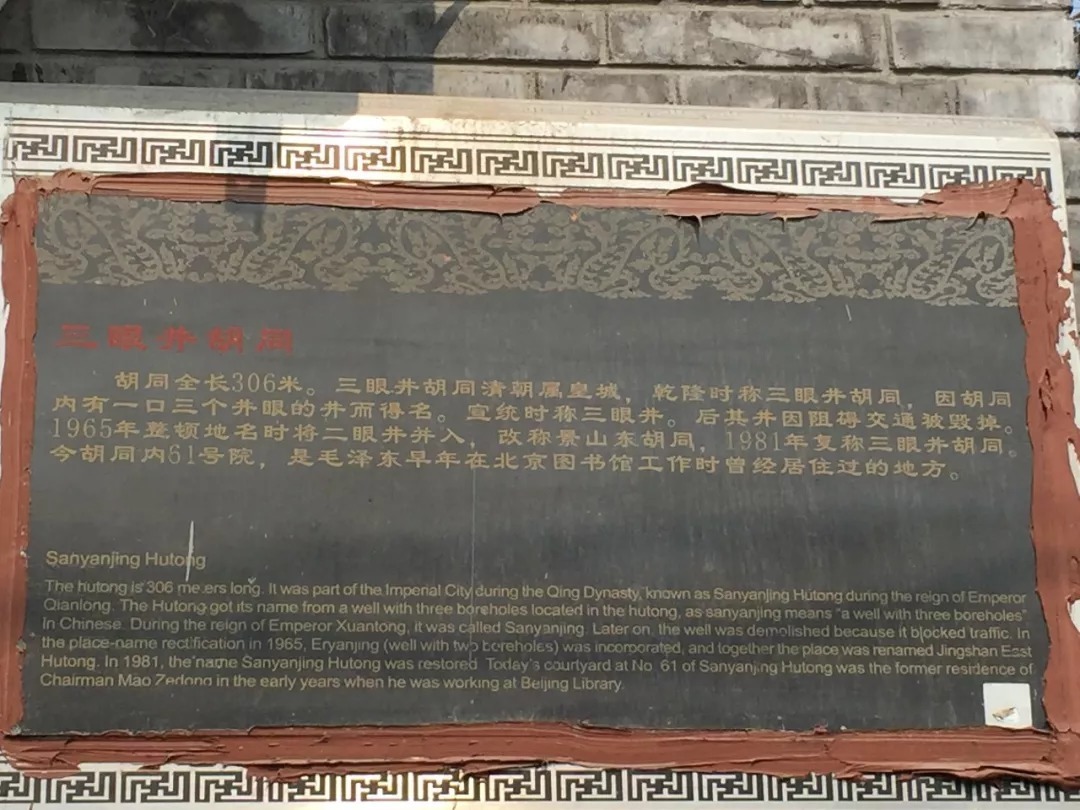 三眼井胡同
胡同全长306米。三眼井胡同清朝属皇城，乾隆时称三眼井胡同，因胡同
内有一口三个井眼的井而得名。宣统时称三眼井。后其井因阻碍交通被毁掉。
1965年整顿地名时将二眼井并入，改称景山东胡同，1981年复称三眼井胡同。
今胡同内61号院，是毛泽东早年在北京图书馆工作时曾经居住过的地方。
Sanyanjing Hutong
The hutong is 306 meters long. It was part of the Imperial City during the Qing Dynasty, known as Sanyanjing Hutong during the reign of Emperor
Qianlong. The Hutong got its name from a well with three boreholes located in the hutong, as sanyanjing means "a well with three boreholes"
in Chinese. During the reign of Emperor Xuantong, it was called Sanyanjing. Later on, the well was demolished because it blocked traffic. In
the place-name rectification in 1965, Eryanjing (well with two boreholes) was incorporated, and together the place was renamed Jingshan East
Hutong. In 1981, the name Sanyanjing Hutong was restored. Today's courtyard at No. 61 of Sanyanjing Hutong was the former residence of
Chairman Mao Zedong in the early years when he was working at Beijing Library.